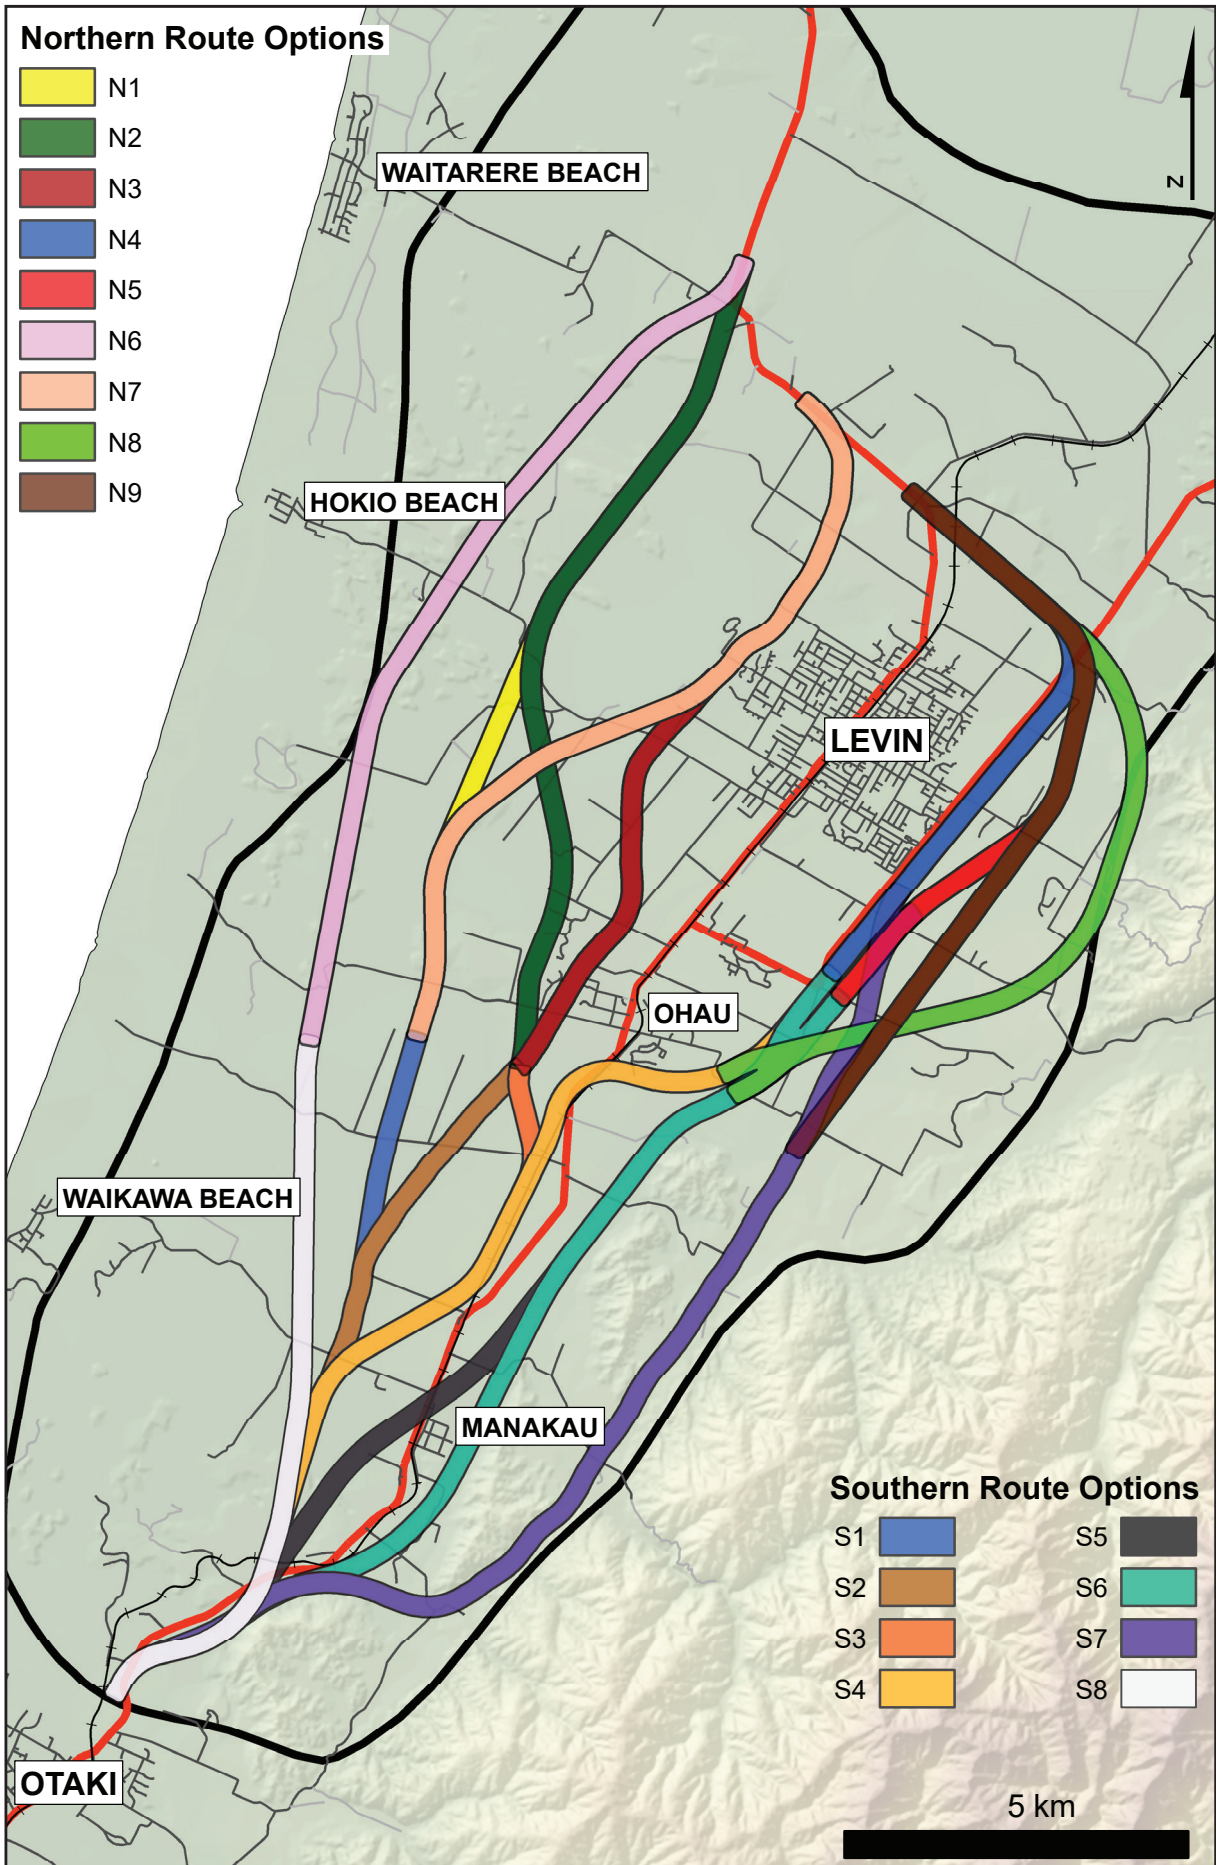 Northern Route Options
N1
N2
N3
N4
N5
N6
N7
N8
N9
N
WAITARERE BEACH
HOKIO BEACH
LEVIN
OHAU
WAIKAWA BEACH
MANAKAU
OTAKI
Southern Route Options
S1
S2
S3
S4
S5
S6
S7
S8
5 km